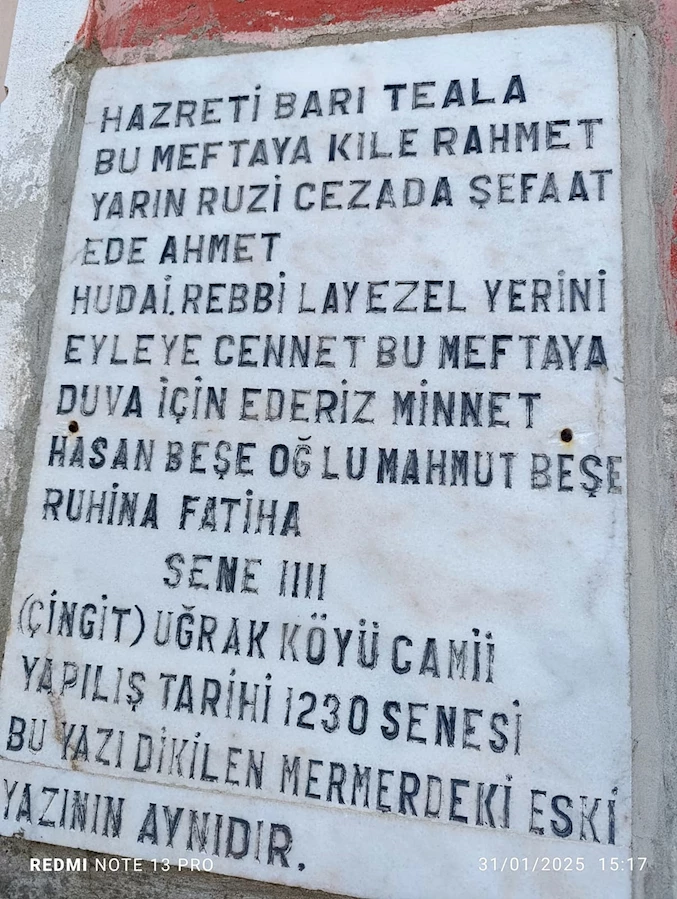 HAZRETİ BARI TEALA
BU MEFTAYA KILE RAHMET
YARIN RUZİ CEZADA ŞEFAAT
EDE AHMET
HUDAİ.REBBİ LAYEZEL YERİNİ
EYLEYE CENNET BU MEFTAYA
DUVA İÇİN EDERİZ MİNNET
HASAN BEŞE OĞLU MAHMUT BEŞE
RUHİNA FATİHA
SENE 1111
(ÇİNGİT) UĞRAK KÖYÜ CAMİİ
YAPILIŞ TARİHİ 1230 SENESİ
BU YAZI DİKİLEN MERMERDEKİ ESKİ
YAZININ AYNIDIR.
REDMI NOTE 13 PRO
31/01/2025 15:17